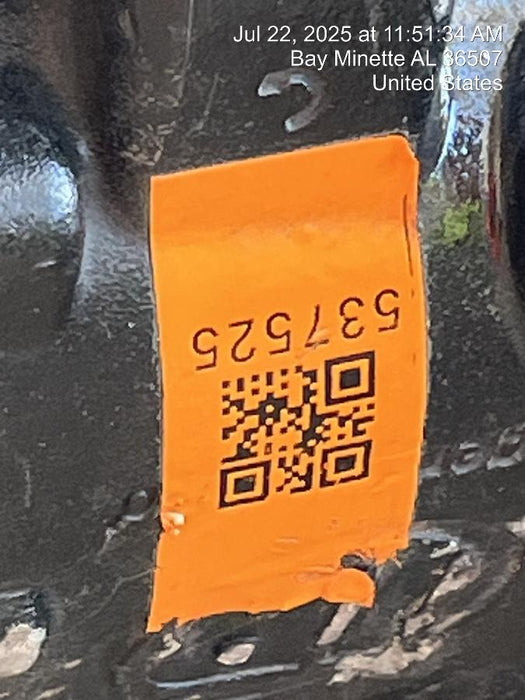 Jul 22, 2025 at 11:51:34 AM
Bay Minette AL 36507
United States
537525